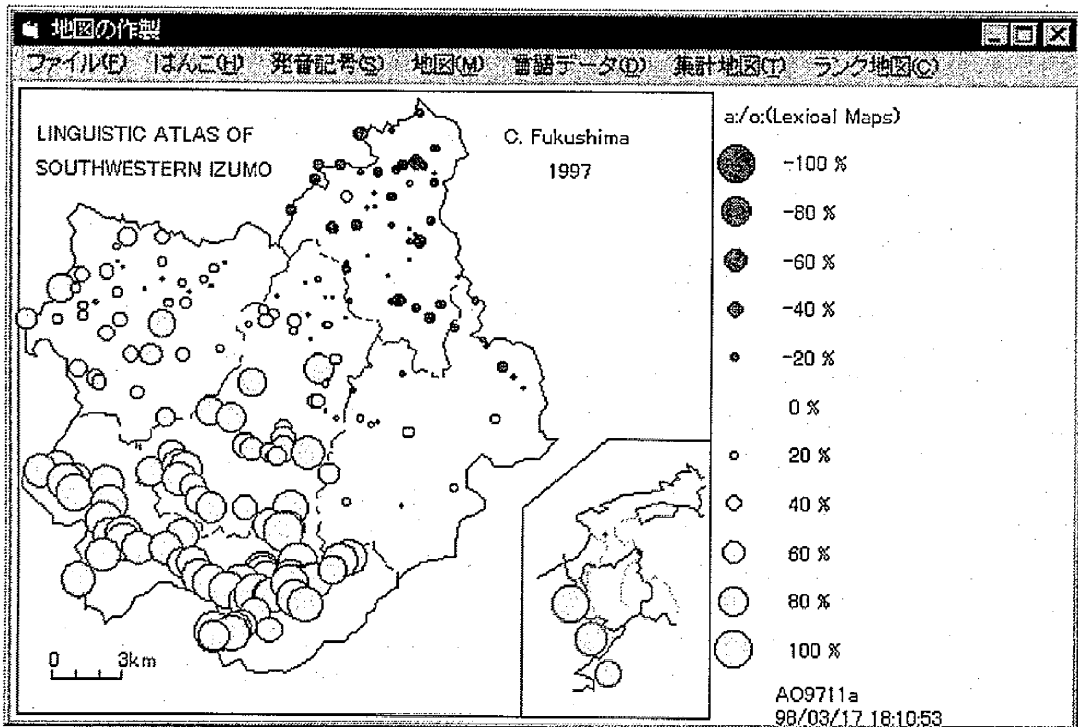 地図の作製
ファイル(F) はんこ(H) 発音記号(S) 地図(M) 言語データ(D) 集計地図(T) ランク地図(C)
LINGUISTIC ATLAS OF
SOUTHWESTERN IZUMO
C. Fukushima
1997
a:/o:(Lexical Maps)
-100 %
-80 %
-60 %
-40 %
-20 %
0 %
20 %
40 %
60 %
80 %
100 %
0 3km
AO9711a
98/03/17 18:10:53